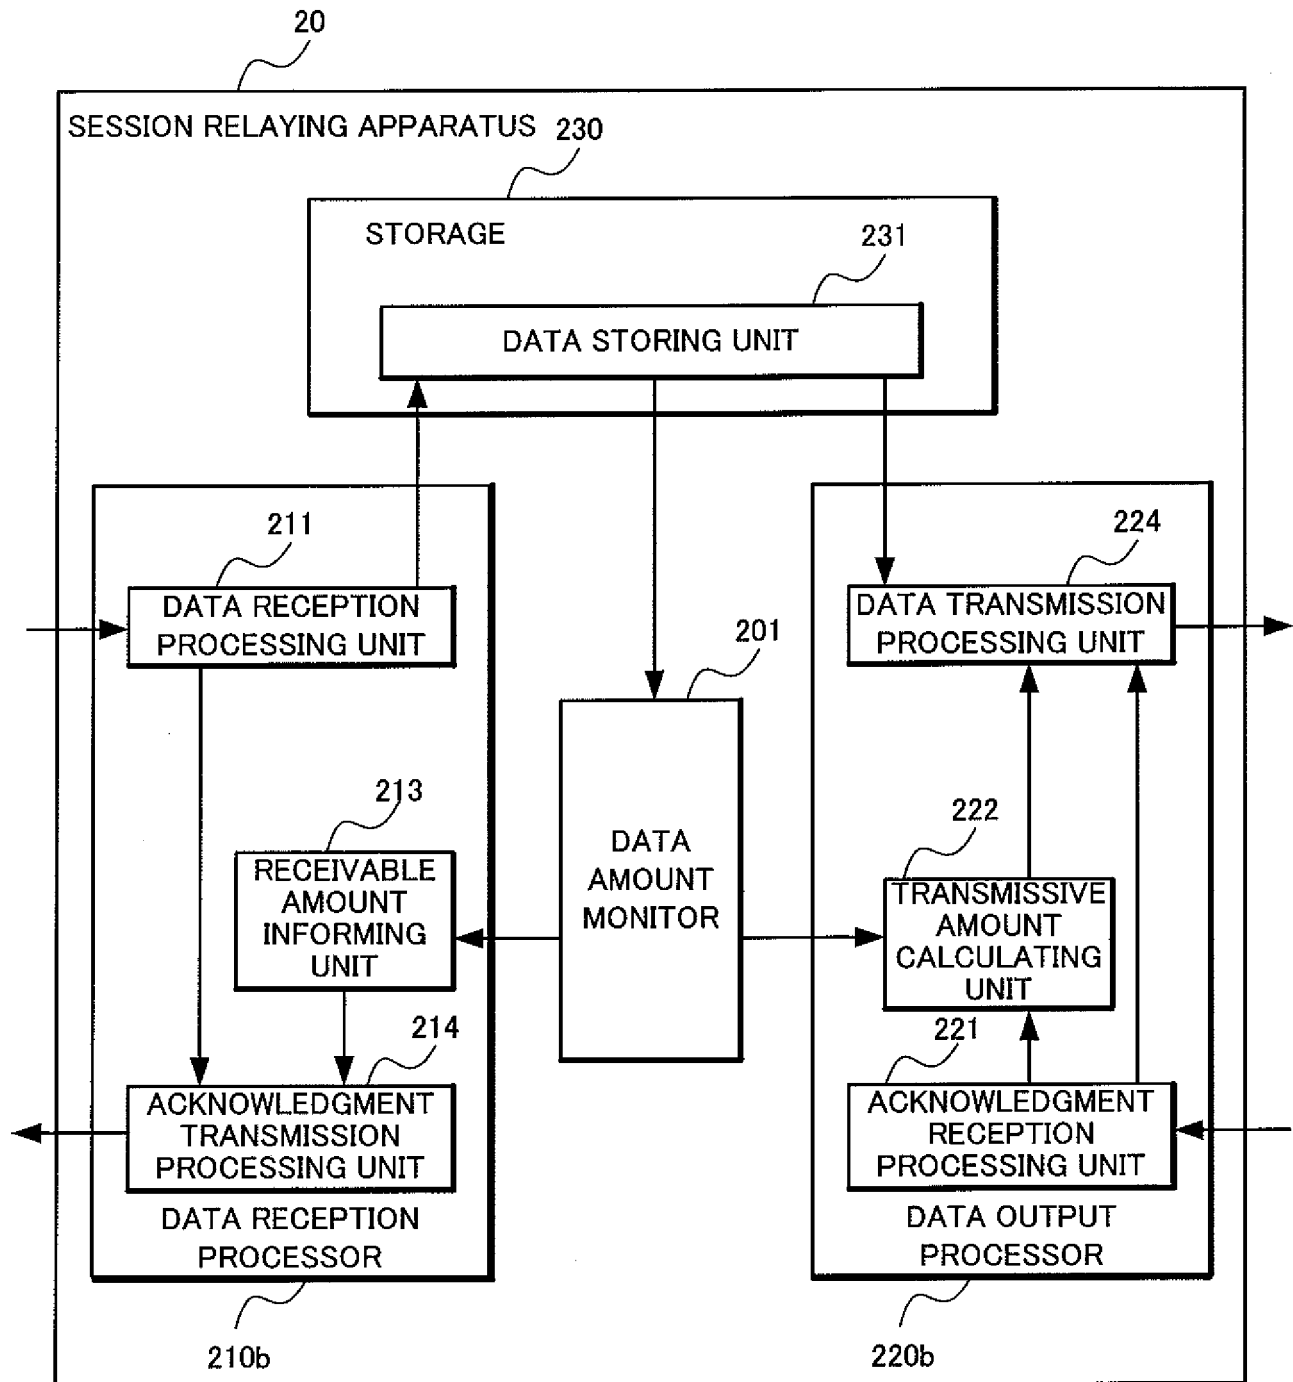 20
SESSION RELAYING APPARATUS
230
STORAGE
231
DATA STORING UNIT
211
DATA RECEPTION
PROCESSING UNIT
224
DATA TRANSMISSION
PROCESSING UNIT
201
DATA
AMOUNT
MONITOR
213
RECEIVABLE
AMOUNT
INFORMING
UNIT
222
TRANSMISSIVE
AMOUNT
CALCULATING
UNIT
214
ACKNOWLEDGMENT
TRANSMISSION
PROCESSING UNIT
221
ACKNOWLEDGMENT
RECEPTION
PROCESSING UNIT
DATA RECEPTION
PROCESSOR
DATA OUTPUT
PROCESSOR
210b
220b